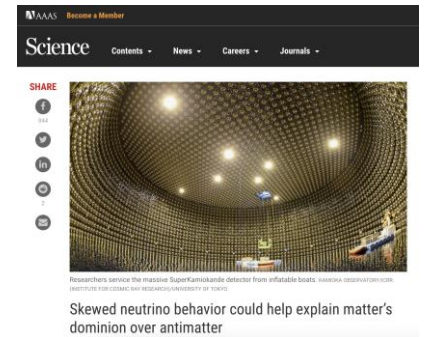 AAAS Become a Member
Science Contents News Careers Journals
SHARE
344
2
Researchers service the massive SuperKamiokande detector from inflatable boats. KAMIOKA OBSERVATORY/ICRR
(INSTITUTE FOR COSMIC RAY RESEARCH)/UNIVERSITY OF TOKYO
Skewed neutrino behavior could help explain matter's
dominion over antimatter